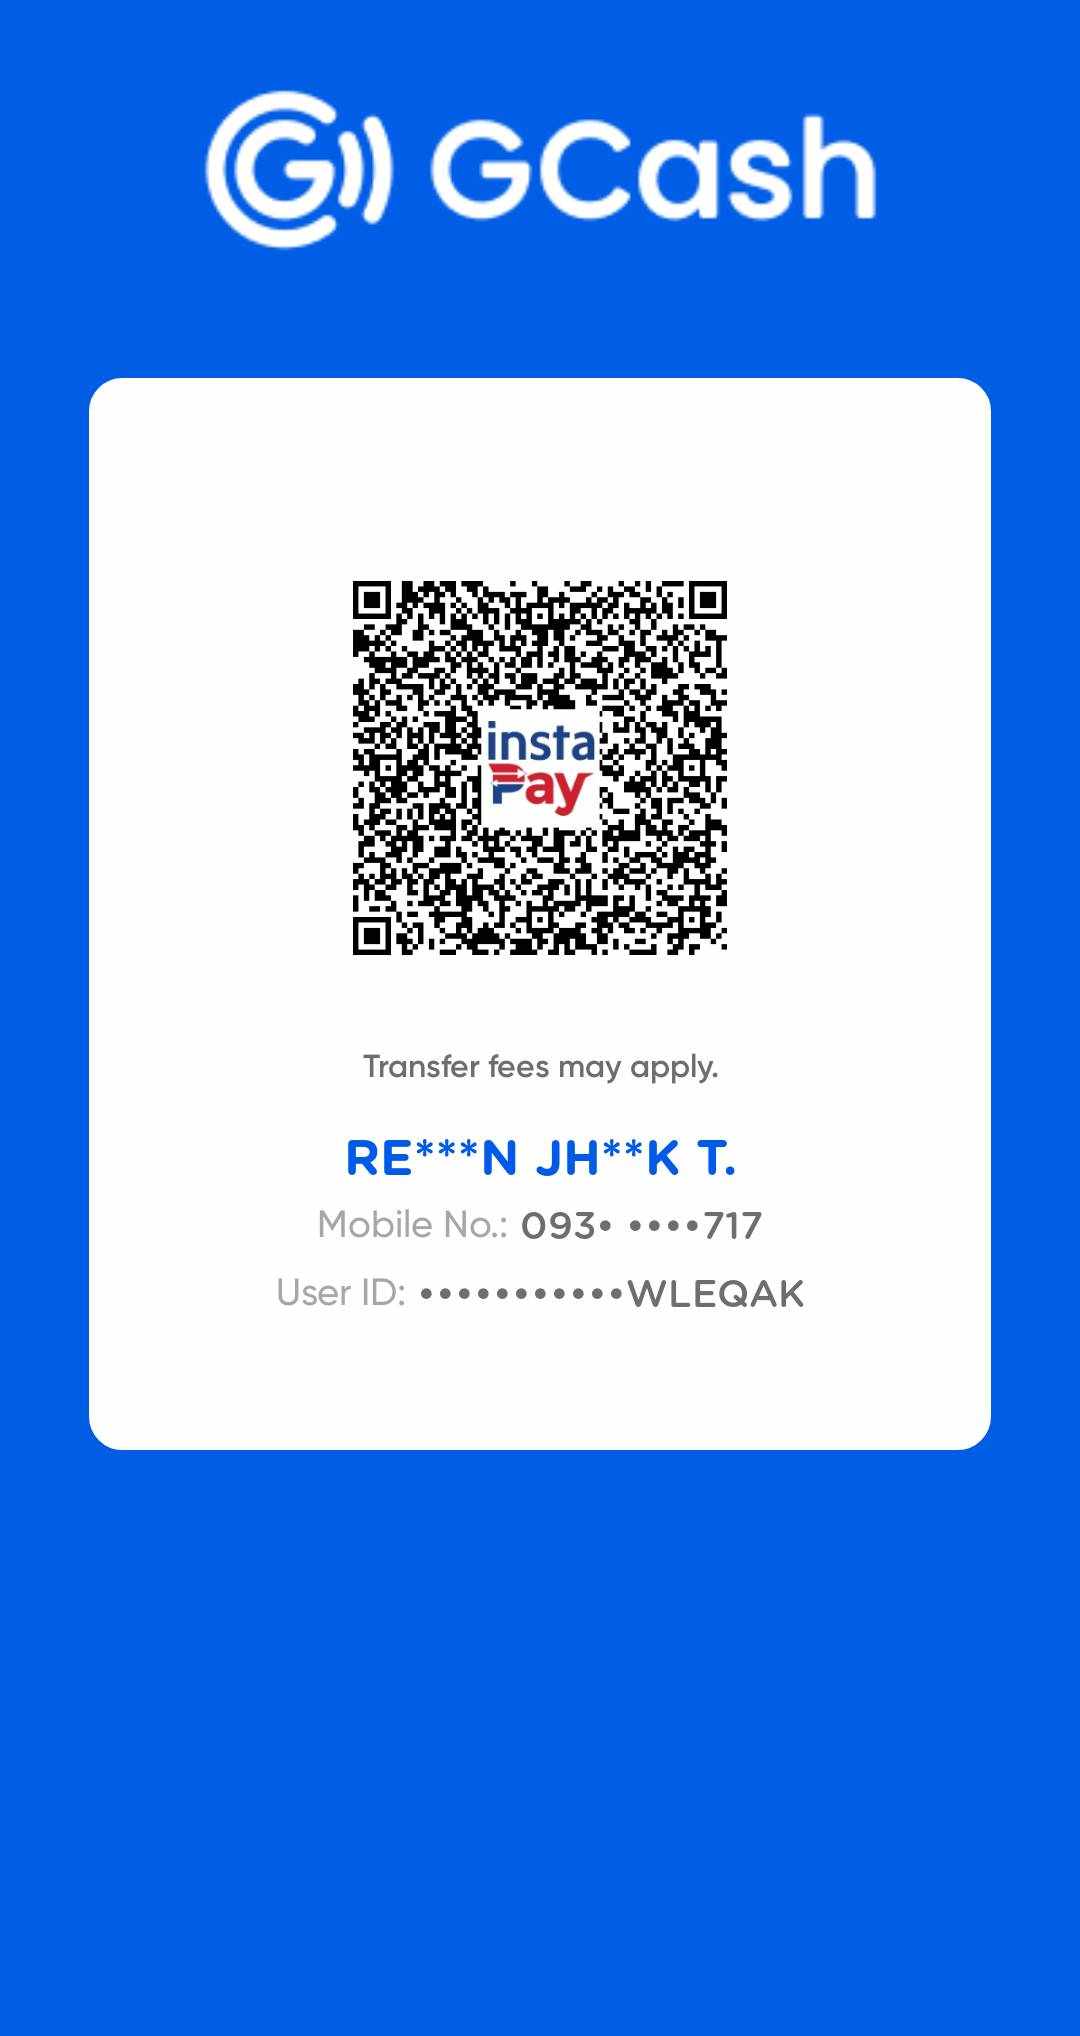 GCash
insta
Pay
Transfer fees may apply.
RE***N JH**K T.
Mobile No.: 093• ••••717
User ID: •••••••••••WLEQAK